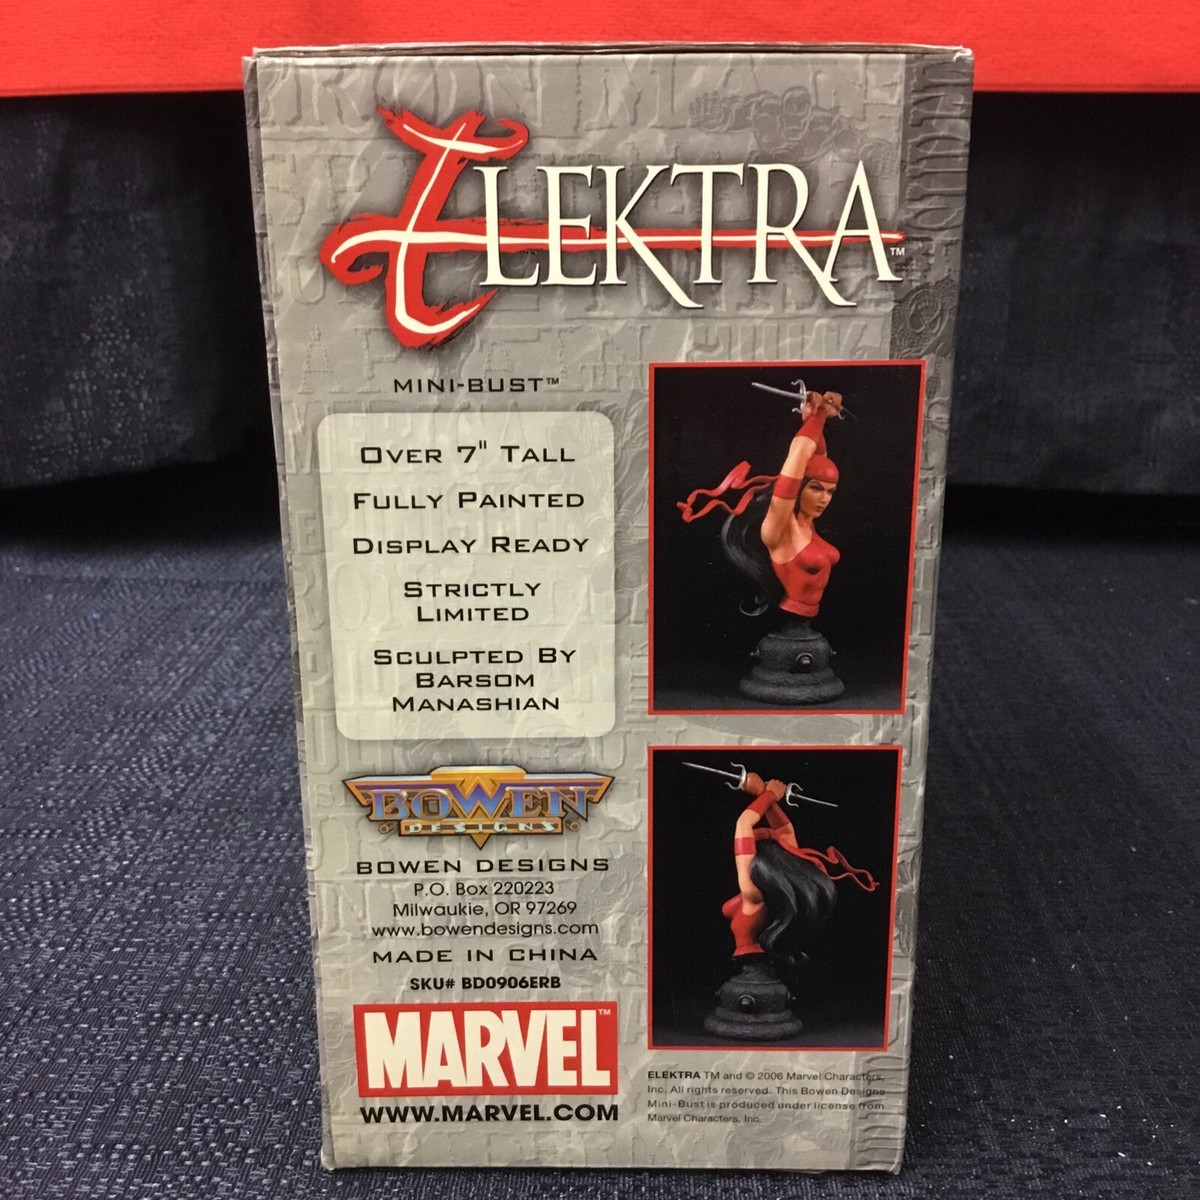 ELEKTRA™
MINI-BUST™
OVER 7" TALL
FULLY PAINTED
DISPLAY READY
STRICTLY
LIMITED
SCULPTED BY
BARSOM
MANASHIAN
BOWEN
DESIGNS
BOWEN DESIGNS
P.O. Box 220223
Milwaukie, OR 97269
www.bowendesigns.com
MADE IN CHINA
SKU# BD0906ERB
MARVEL™
WWW.MARVEL.COM
ELEKTRA TM and © 2006 Marvel Characters,
Inc. All rights reserved. This Bowen Designs
Mini-Bust is produced under license from
Marvel Characters, Inc.